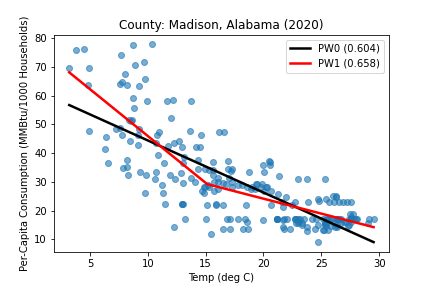 County: Madison, Alabama (2020)
Per-Capita Consumption (MMBtu/1000 Households)
80
70
60
50
40
30
20
10
PW0 (0.604)
PW1 (0.658)
5
10
15
20
25
30
Temp (deg C)